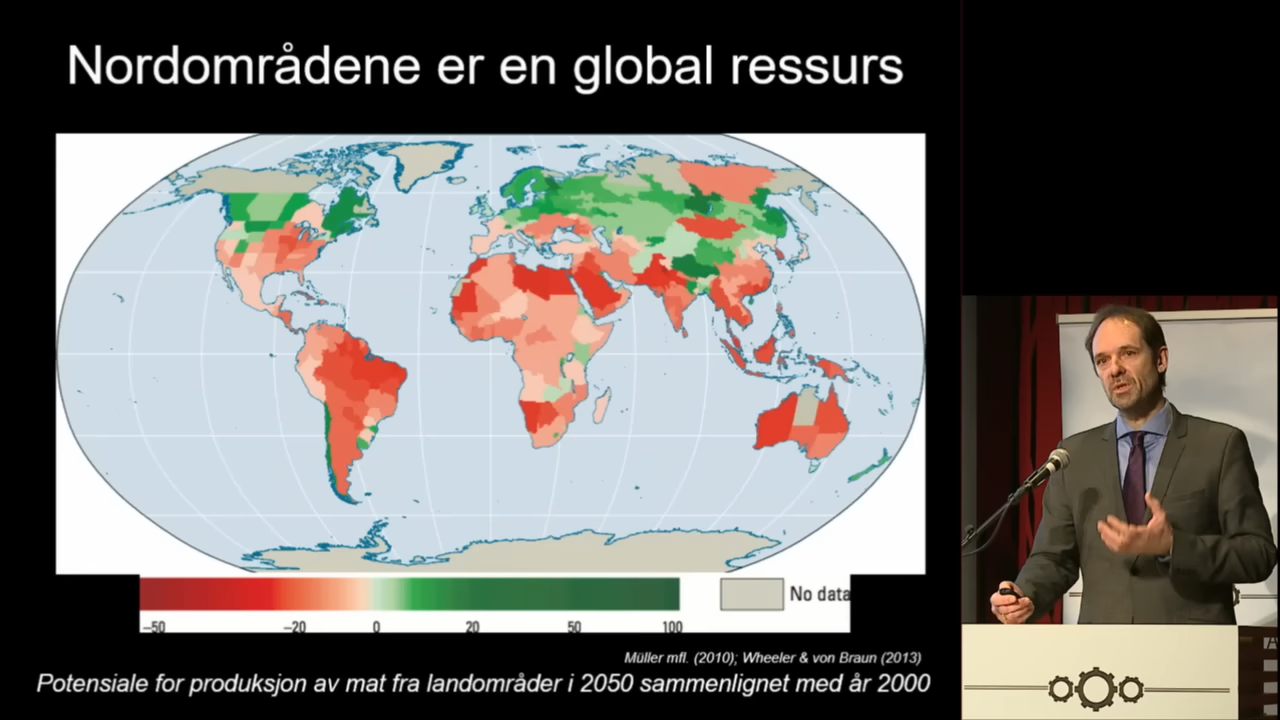 Nordområdene er en global ressurs
No data
–50 –20 0 20 50 100
Müller mfl. (2010); Wheeler & von Braun (2013)
Potensiale for produksjon av mat fra landområder i 2050 sammenlignet med år 2000